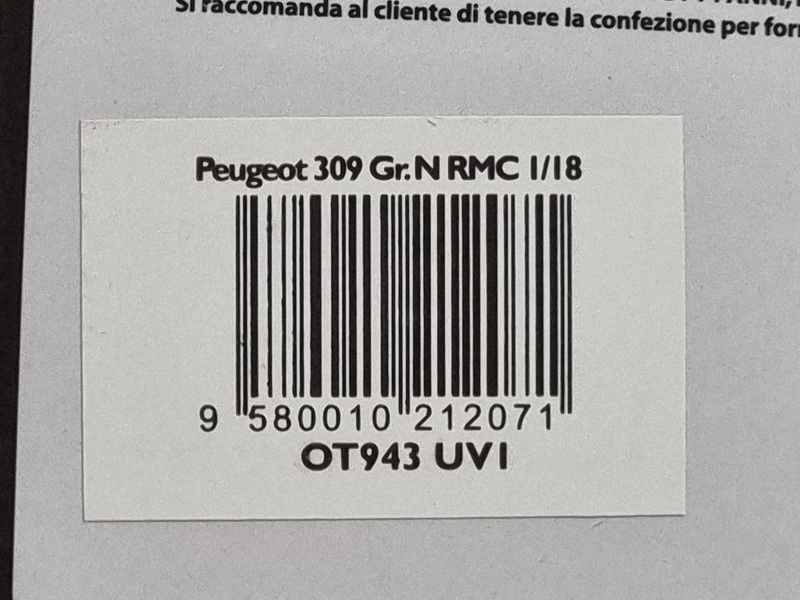 Si raccomanda al cliente di tenere la confezione per
Peugeot 309 Gr.N RMC 1/18
9 580010 212071
OT943 UV1